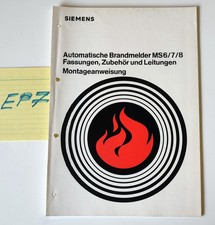 SIEMENS
Automatische Brandmelder MS6/7/8
Fassungen, Zubehör und Leitungen
Montageanweisung
EP7